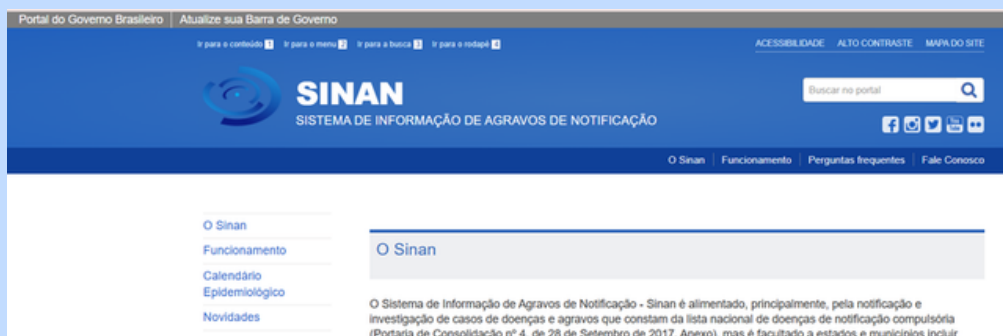 Portal do Governo Brasileiro
Atualize sua Barra de Governo
Ir para o conteúdo 1 Ir para o menu 2 Ir para a busca 3 Ir para o rodapé 4
ACESSIBILIDADE ALTO CONTRASTE MAPA DO SITE
SINAN
SISTEMA DE INFORMAÇÃO DE AGRAVOS DE NOTIFICAÇÃO
Buscar no portal
O Sinan Funcionamento Perguntas frequentes Fale Conosco
O Sinan
Funcionamento
Calendário
Epidemiológico
Novidades
O Sinan
O Sistema de Informação de Agravos de Notificação - Sinan é alimentado, principalmente, pela notificação e
investigação de casos de doenças e agravos que constam da lista nacional de doenças de notificação compulsória
(Portaria de Consolidação nº 4, de 28 de Setembro de 2017, Anexo), mas é facultado a estados e municípios incluir